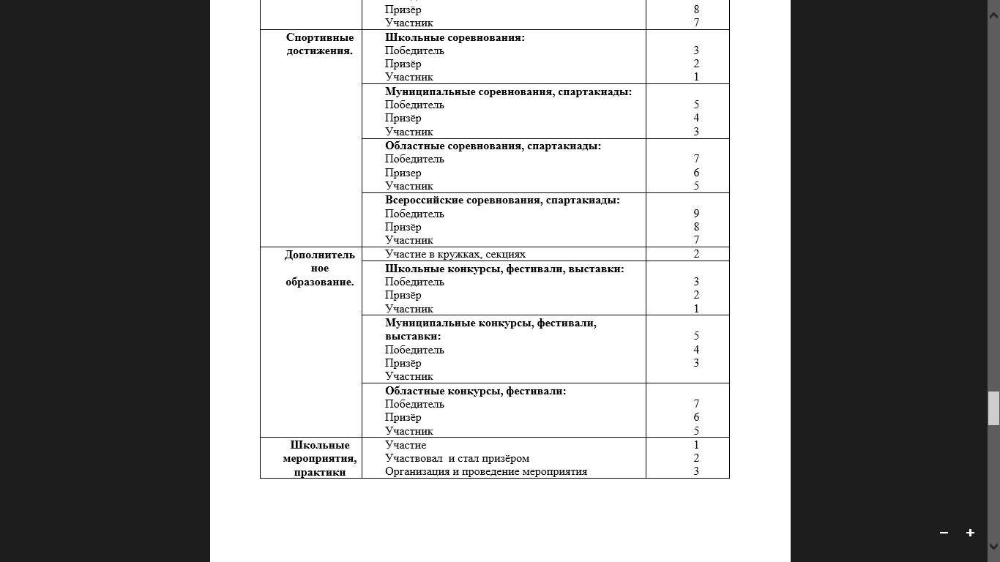 Призёр 8
Участник 7
Спортивные достижения.
Школьные соревнования:
Победитель 3
Призёр 2
Участник 1
Муниципальные соревнования, спартакиады:
Победитель 5
Призёр 4
Участник 3
Областные соревнования, спартакиады:
Победитель 7
Призер 6
Участник 5
Всероссийские соревнования, спартакиады:
Победитель 9
Призёр 8
Участник 7
Дополнитель
ное
образование.
Участие в кружках, секциях 2
Школьные конкурсы, фестивали, выставки:
Победитель 3
Призёр 2
Участник 1
Муниципальные конкурсы, фестивали,
выставки: 5
Победитель 4
Призёр 3
Участник
Областные конкурсы, фестивали:
Победитель 7
Призёр 6
Участник 5
Школьные
мероприятия,
практики
Участие 1
Участвовал и стал призёром 2
Организация и проведение мероприятия 3